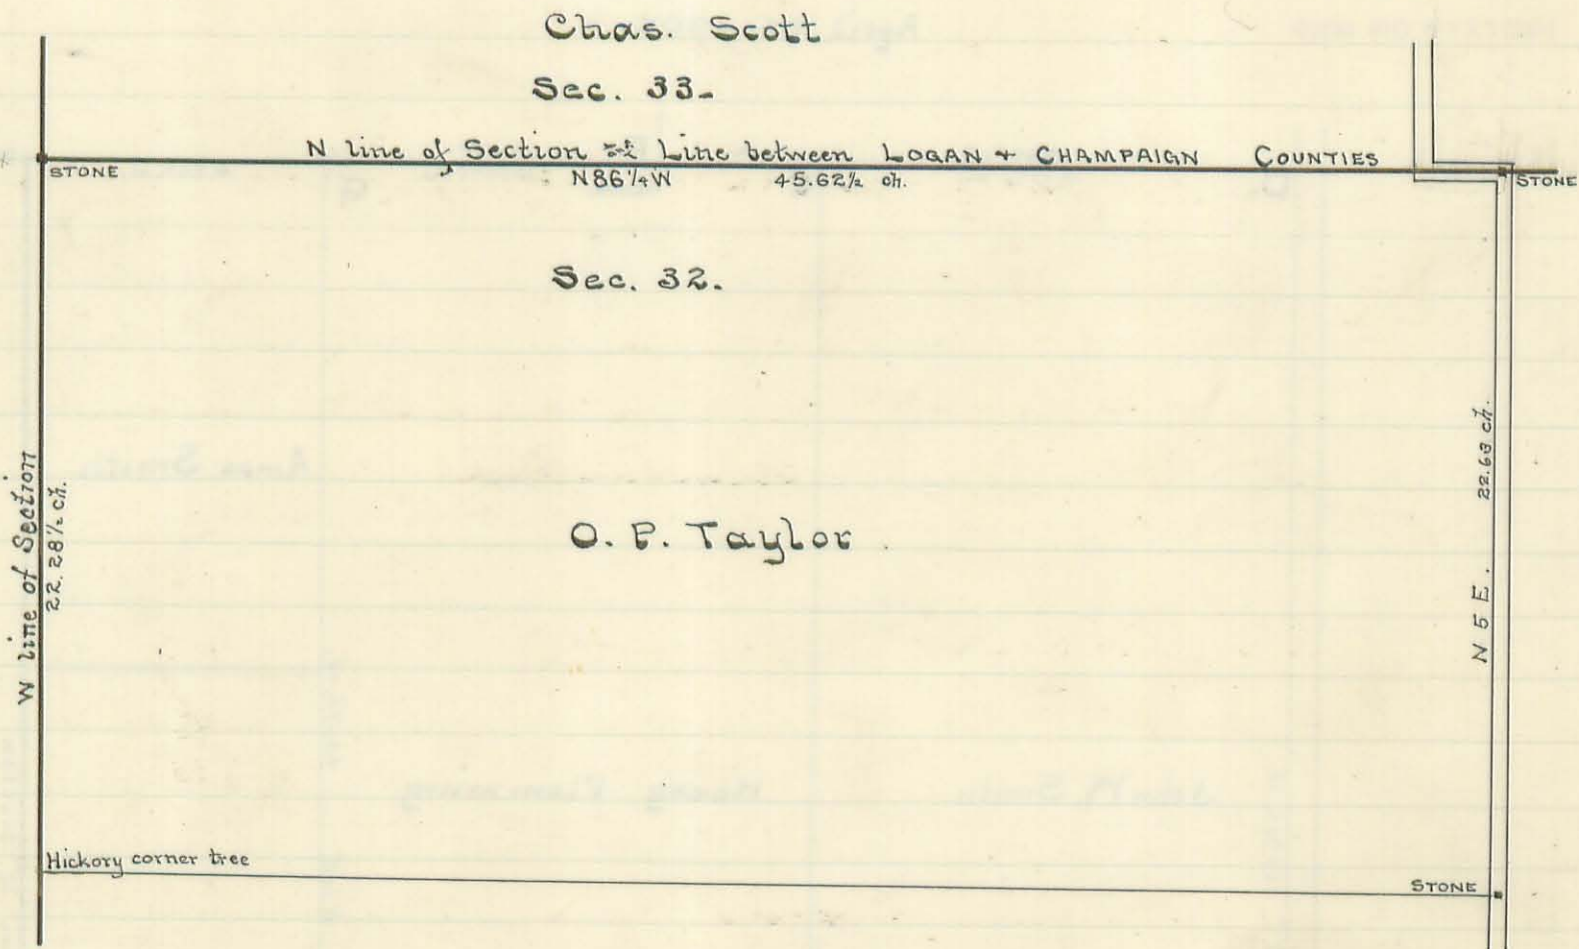 Chas. Scott
Sec. 33-
N line of Section Line between LOGAN + CHAMPAIGN COUNTIES
STONE
N86¼W 45.62½ ch.
STONE
Sec. 32.
W line of Section
22.28½ ch.
O. P. Taylor
N 5 E. 22.63 ch.
Hickory corner tree
STONE